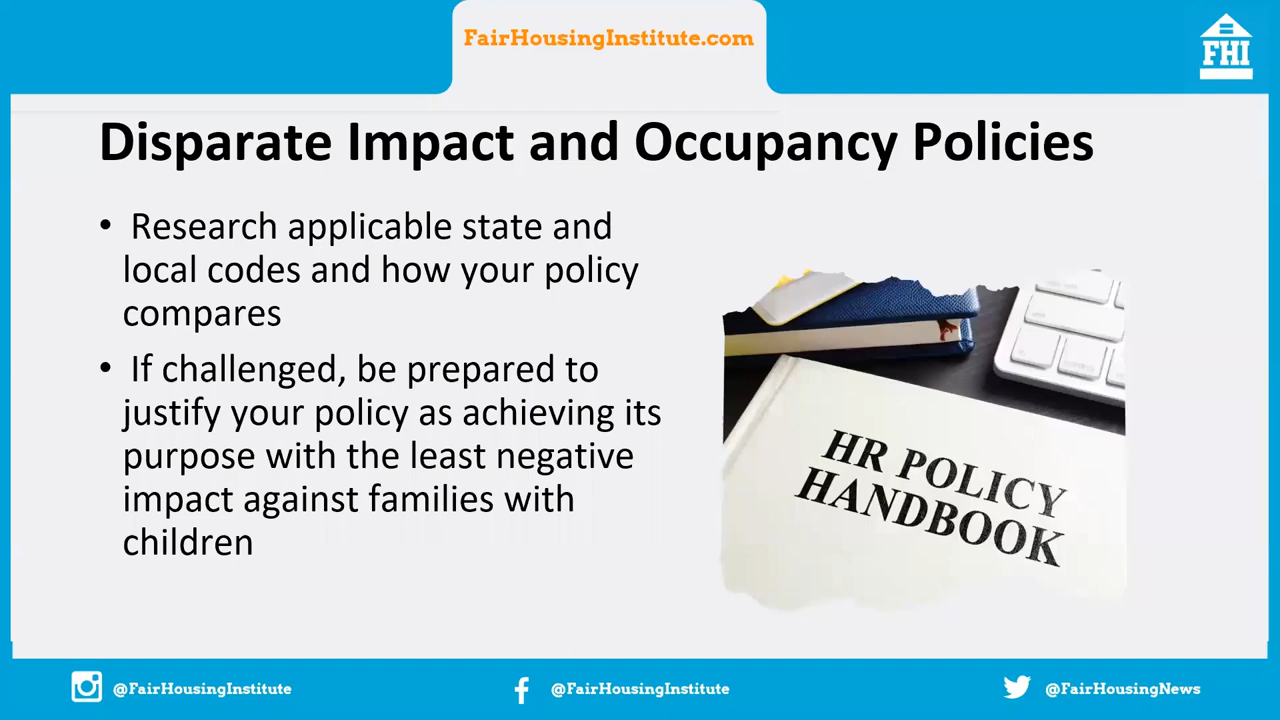 FairHousingInstitute.com
FHI
Disparate Impact and Occupancy Policies
• Research applicable state and
local codes and how your policy
compares
• If challenged, be prepared to
justify your policy as achieving its
purpose with the least negative
impact against families with
children
HR POLICY
HANDBOOK
@FairHousingInstitute
@FairHousingInstitute
@FairHousingNews